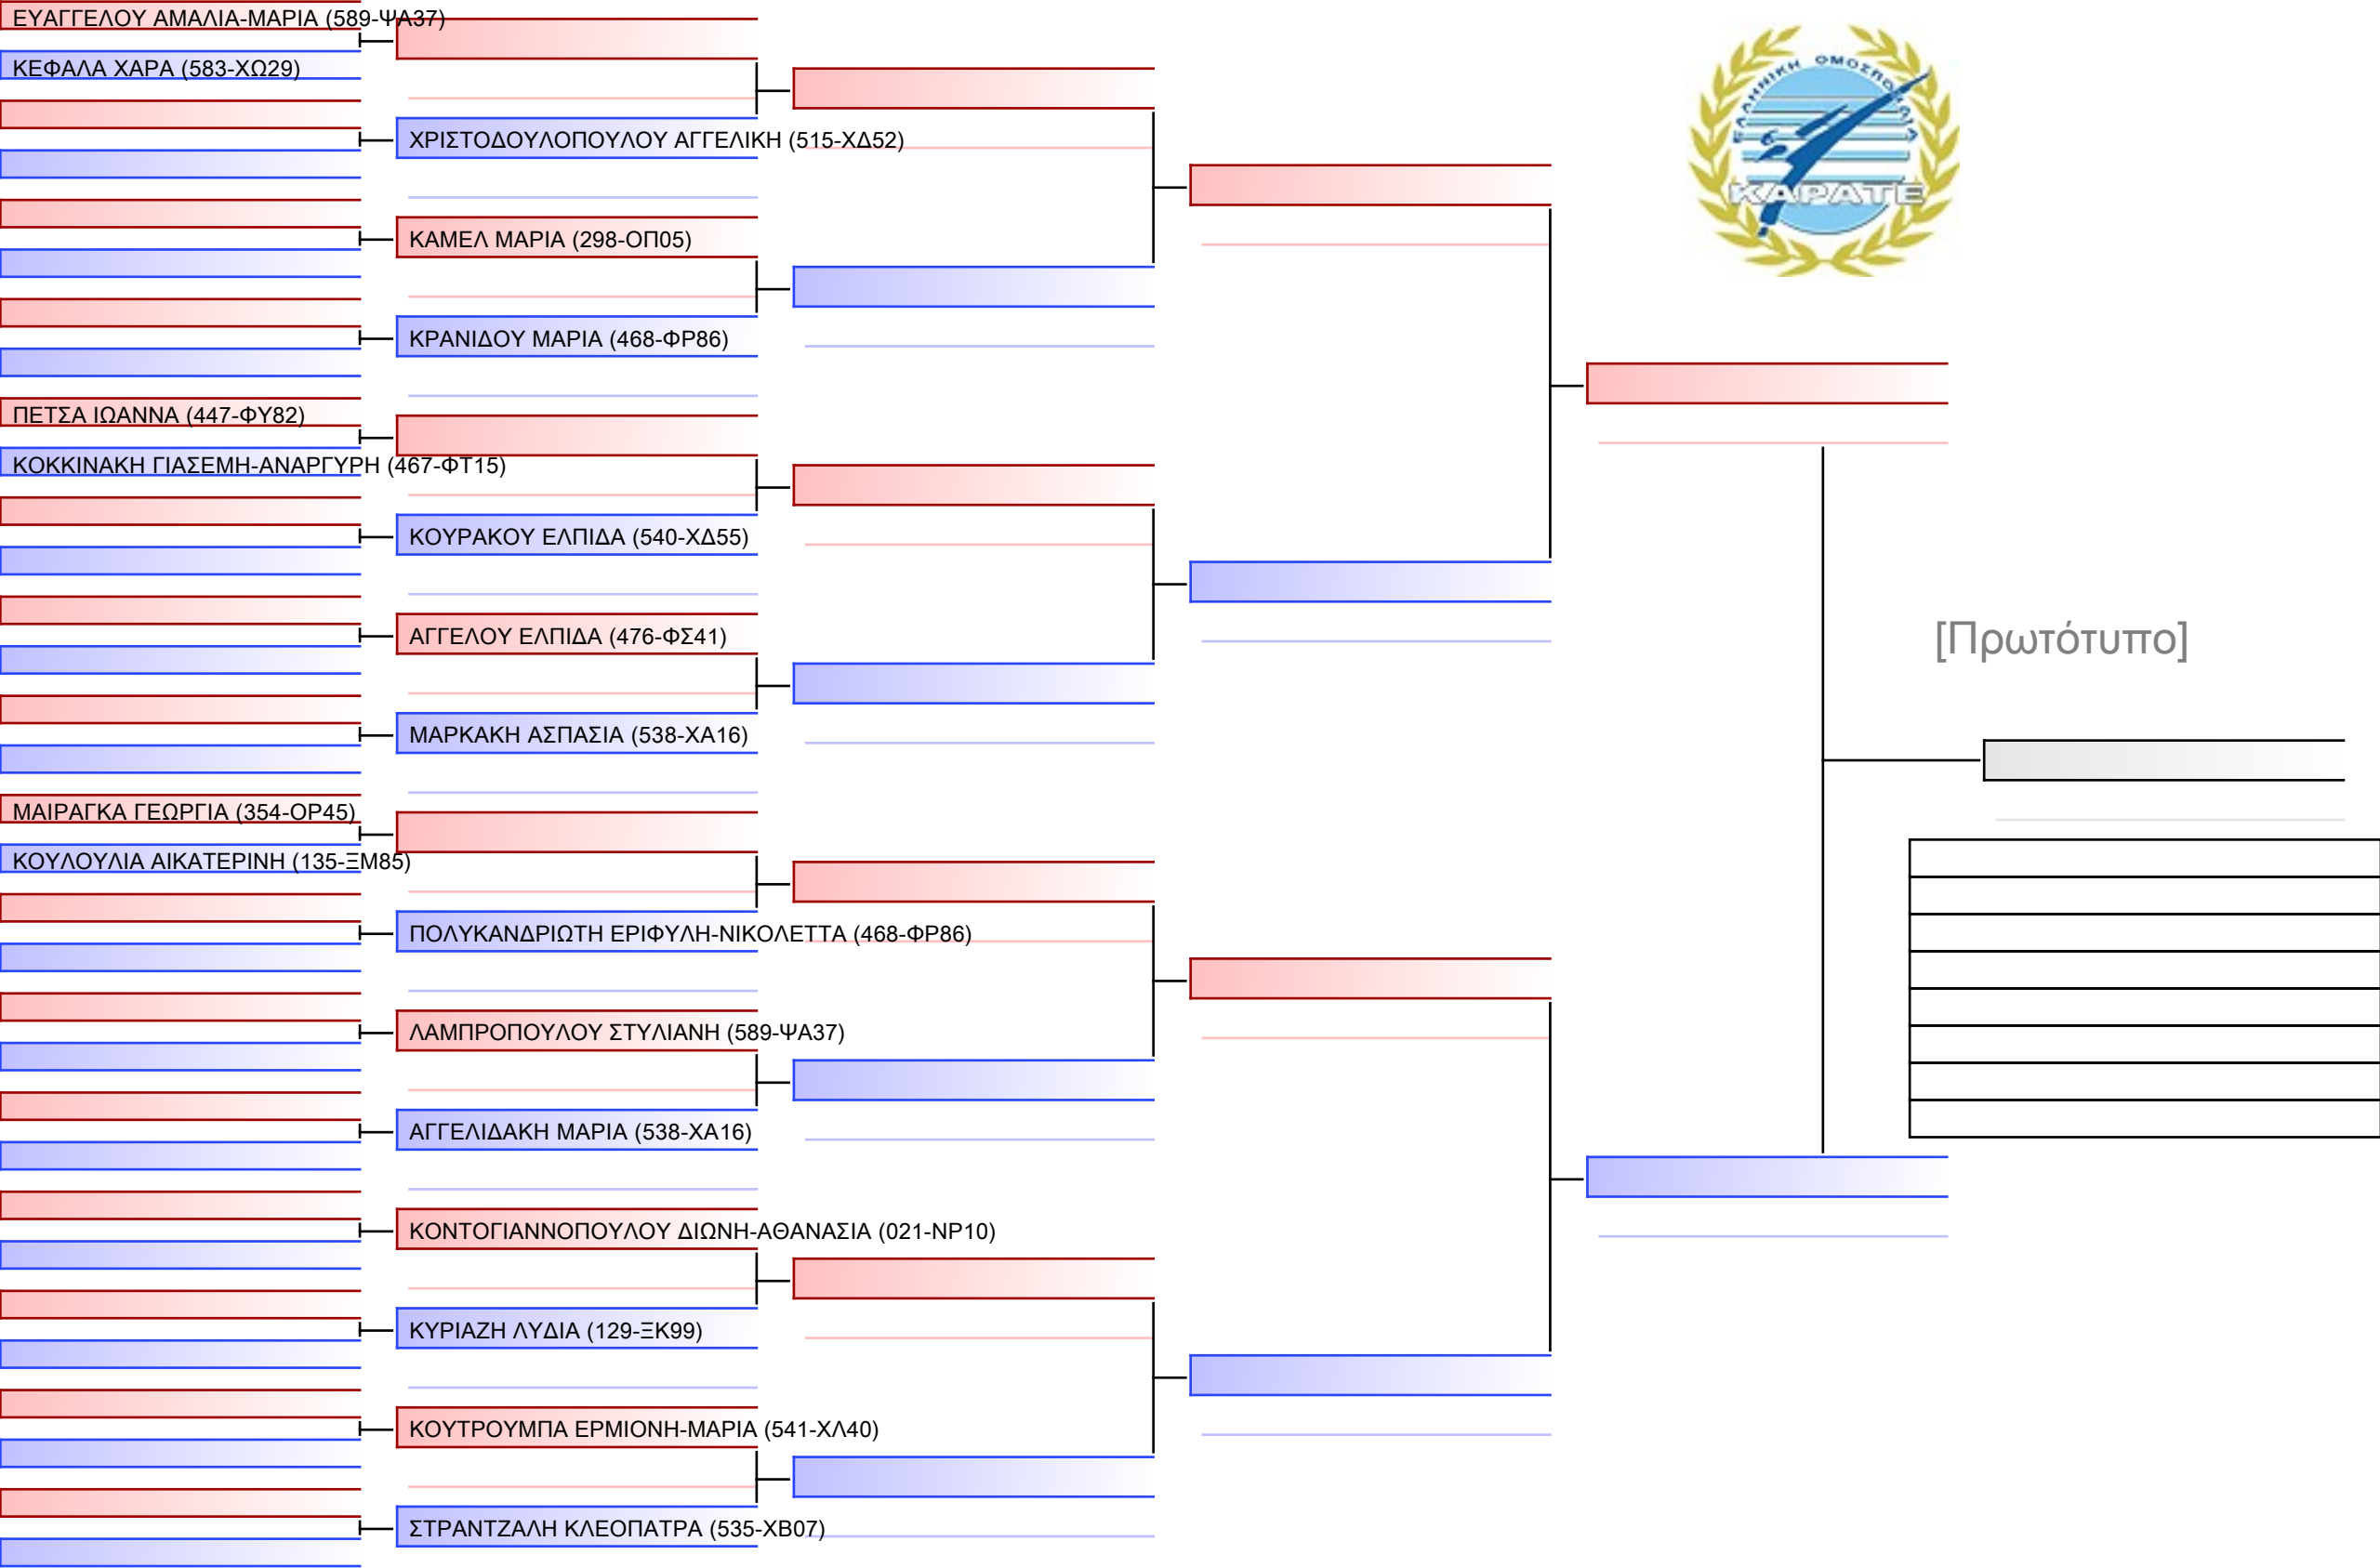 ΕΥΑΓΓΕΛΟΥ ΑΜΑΛΙΑ-ΜΑΡΙΑ (589-ΨΑ37)
ΚΕΦΑΛΑ ΧΑΡΑ (583-ΧΩ29)
ΧΡΙΣΤΟΔΟΥΛΟΠΟΥΛΟΥ ΑΓΓΕΛΙΚΗ (515-ΧΔ52)
ΕΛΛΗΝΙΚΗ ΟΜΟΣΠΟΝΔΙΑ
ΚΑΡΑΤΕ
ΚΑΜΕΛ ΜΑΡΙΑ (298-ΟΠ05)
ΚΡΑΝΙΔΟΥ ΜΑΡΙΑ (468-ΦΡ86)
ΠΕΤΣΑ ΙΩΑΝΝΑ (447-ΦΥ82)
ΚΟΚΚΙΝΑΚΗ ΓΙΑΣΕΜΗ-ΑΝΑΡΓΥΡΗ (467-ΦΤ15)
ΚΟΥΡΑΚΟΥ ΕΛΠΙΔΑ (540-ΧΔ55)
ΑΓΓΕΛΟΥ ΕΛΠΙΔΑ (476-ΦΣ41)
[Πρωτότυπο]
ΜΑΡΚΑΚΗ ΑΣΠΑΣΙΑ (538-ΧΑ16)
ΜΑΙΡΑΓΚΑ ΓΕΩΡΓΙΑ (354-ΟΡ45)
ΚΟΥΛΟΥΛΙΑ ΑΙΚΑΤΕΡΙΝΗ (135-ΞΜ85)
ΠΟΛΥΚΑΝΔΡΙΩΤΗ ΕΡΙΦΥΛΗ-ΝΙΚΟΛΕΤΤΑ (468-ΦΡ86)
ΛΑΜΠΡΟΠΟΥΛΟΥ ΣΤΥΛΙΑΝΗ (589-ΨΑ37)
ΑΓΓΕΛΙΔΑΚΗ ΜΑΡΙΑ (538-ΧΑ16)
ΚΟΝΤΟΓΙΑΝΝΟΠΟΥΛΟΥ ΔΙΩΝΗ-ΑΘΑΝΑΣΙΑ (021-ΝΡ10)
ΚΥΡΙΑΖΗ ΛΥΔΙΑ (129-ΞΚ99)
ΚΟΥΤΡΟΥΜΠΑ ΕΡΜΙΟΝΗ-ΜΑΡΙΑ (541-ΧΛ40)
ΣΤΡΑΝΤΖΑΛΗ ΚΛΕΟΠΑΤΡΑ (535-ΧΒ07)